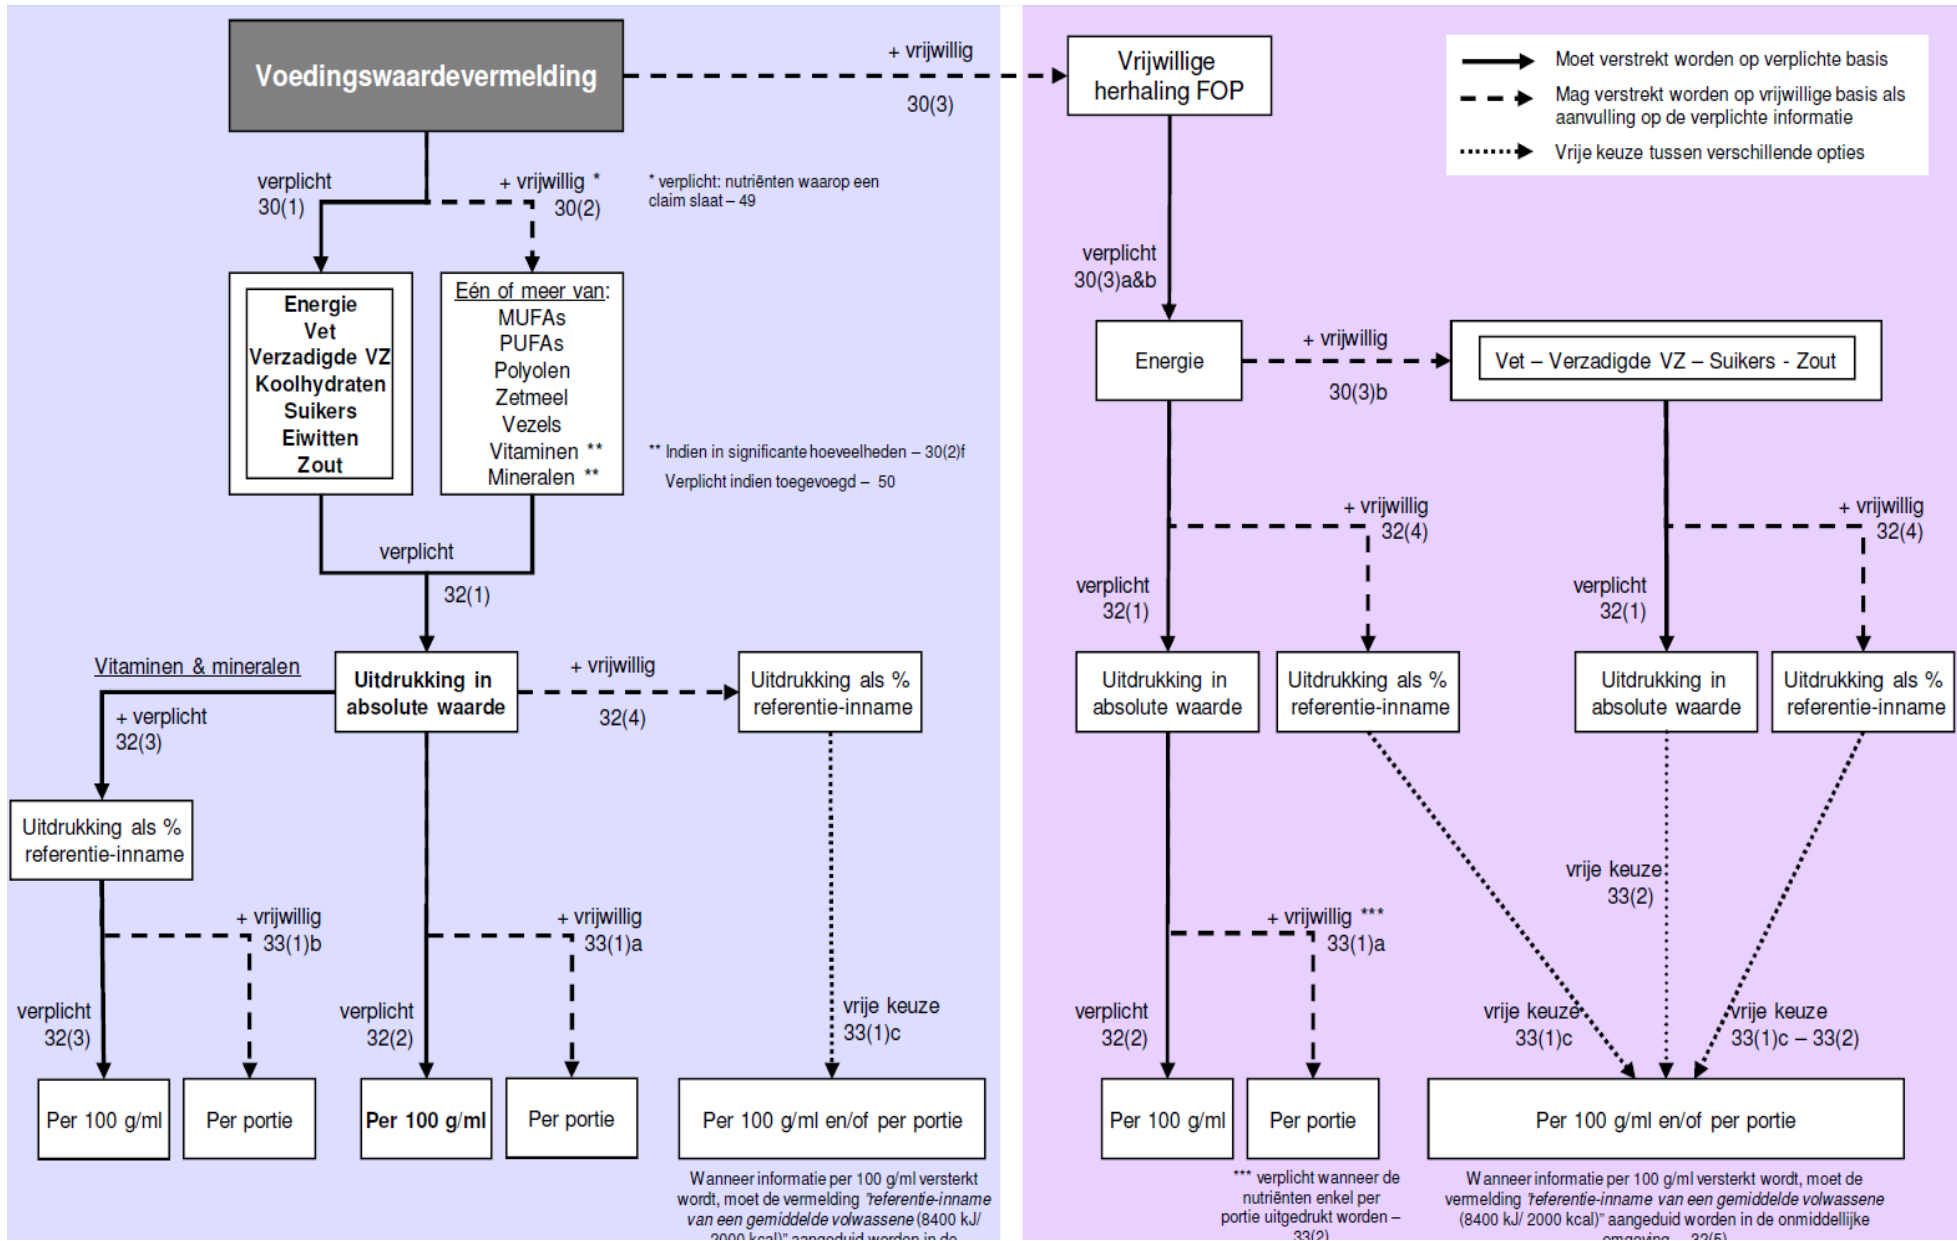 Voedingswaardevermelding
+ vrijwillig
30(3)
verplicht
30(1)
+ vrijwillig *
30(2)
* verplicht: nutriënten waarop een
claim slaat – 49
Energie
Vet
Verzadigde VZ
Koolhydraten
Suikers
Eiwitten
Zout
Eén of meer van:
MUFAs
PUFAs
Polyolen
Zetmeel
Vezels
Vitaminen **
Mineralen **
** Indien in significante hoeveelheden – 30(2)f
Verplicht indien toegevoegd – 50
verplicht
32(1)
Vitaminen & mineralen
Uitdrukking in
absolute waarde
+ vrijwillig
32(4)
Uitdrukking als %
referentie-inname
+ verplicht
32(3)
Uitdrukking als %
referentie-inname
+ vrijwillig
33(1)b
+ vrijwillig
33(1)a
verplicht
32(3)
verplicht
32(2)
vrije keuze
33(1)c
Per 100 g/ml
Per portie
Per 100 g/ml
Per portie
Per 100 g/ml en/of per portie
Wanneer informatie per 100 g/ml versterkt
wordt, moet de vermelding "referentie-inname
van een gemiddelde volwassene (8400 kJ/
2000 kcal)" aangeduid worden in de
Vrijwillige
herhaling FOP
Moet verstrekt worden op verplichte basis
Mag verstrekt worden op vrijwillige basis als
aanvulling op de verplichte informatie
Vrije keuze tussen verschillende opties
verplicht
30(3)a&b
Energie
+ vrijwillig
30(3)b
Vet – Verzadigde VZ – Suikers - Zout
+ vrijwillig
32(4)
+ vrijwillig
32(4)
verplicht
32(1)
verplicht
32(1)
Uitdrukking in
absolute waarde
Uitdrukking als %
referentie-inname
Uitdrukking in
absolute waarde
Uitdrukking als %
referentie-inname
vrije keuze
33(2)
+ vrijwillig ***
33(1)a
verplicht
32(2)
vrije keuze
33(1)c
vrije keuze
33(1)c – 33(2)
Per 100 g/ml
Per portie
Per 100 g/ml en/of per portie
*** verplicht wanneer de
nutriënten enkel per
portie uitgedrukt worden –
33(2)
Wanneer informatie per 100 g/ml versterkt wordt, moet de
vermelding "referentie-inname van een gemiddelde volwassene
(8400 kJ/ 2000 kcal)" aangeduid worden in de onmiddellijke
omgeving – 32(5)